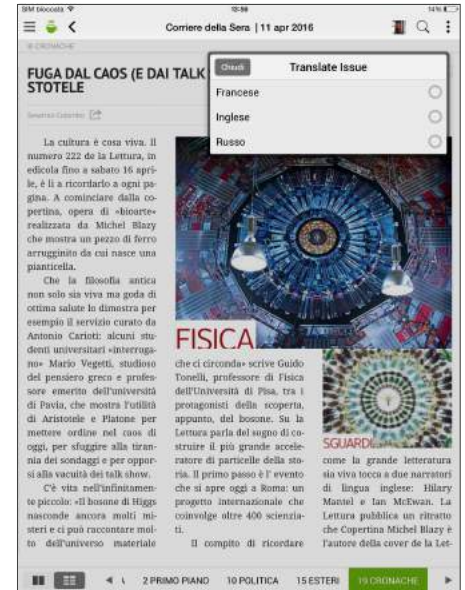 SIM bloccata
12:59
14%
Corriere della Sera | 11 apr 2016
CRONACHE
FUGA DAL CAOS (E DAI TALK
STOTELE
Chiudi
Translate Issue
Francese
Inglese
Russo
La cultura è cosa viva. Il
numero 222 de la Lettura, in
edicola fino a sabato 16 apri-
le, è lì a ricordarlo a ogni pa-
gina. A cominciare dalla co-
pertina, opera di «bioarte»
realizzata da Michel Blazy
che mostra un pezzo di ferro
arrugginito da cui nasce una
pianticella.
Che la filosofia antica
non solo sia viva ma goda di
ottima salute lo dimostra per
esempio il servizio curato da
Antonio Carioti: alcuni stu-
denti universitari «interroga-
no» Mario Vegetti, studioso
del pensiero greco e profes-
sore emerito dell'università
di Pavia, che mostra l'utilità
di Aristotele e Platone per
mettere ordine nel caos di
oggi, per sfuggire alla tiran-
nia dei sondaggi e per oppor-
si alla vacuità dei talk show.
C'è vita nell'infinitamen-
te piccolo: «Il bosone di Higgs
nasconde ancora molti mi-
steri e ci può raccontare mol-
to dell'universo materiale
FISICA
che ci circonda» scrive Guido
Tonelli, professore di Fisica
dell'Università di Pisa, tra i
protagonisti della scoperta,
appunto, del bosone. Su la
Lettura parla del sogno di co-
struire il più grande accele-
ratore di particelle della sto-
ria. Il primo passo è l' evento
che si apre oggi a Roma: un
progetto internazionale che
coinvolge oltre 400 scienzia-
ti.
Il compito di ricordare
SGUARDI
come la grande letteratura
sia viva tocca a due narratori
di lingua inglese: Hilary
Mantel e Ian McEwan. La
Lettura pubblica un ritratto
che Copertina Michel Blazy è
l'autore della cover de la Let-
2 PRIMO PIANO
10 POLITICA
15 ESTERI
19 CRONACHE